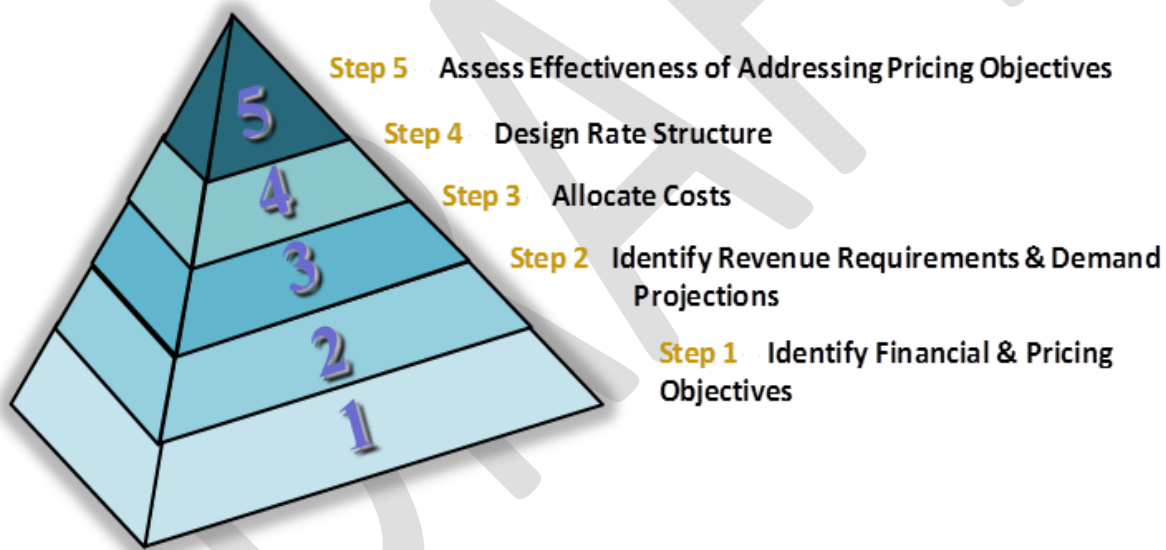 Step 5 Assess Effectiveness of Addressing Pricing Objectives
5
Step 4 Design Rate Structure
4
Step 3 Allocate Costs
3
Step 2 Identify Revenue Requirements & Demand
Projections
2
Step 1 Identify Financial & Pricing
Objectives
1